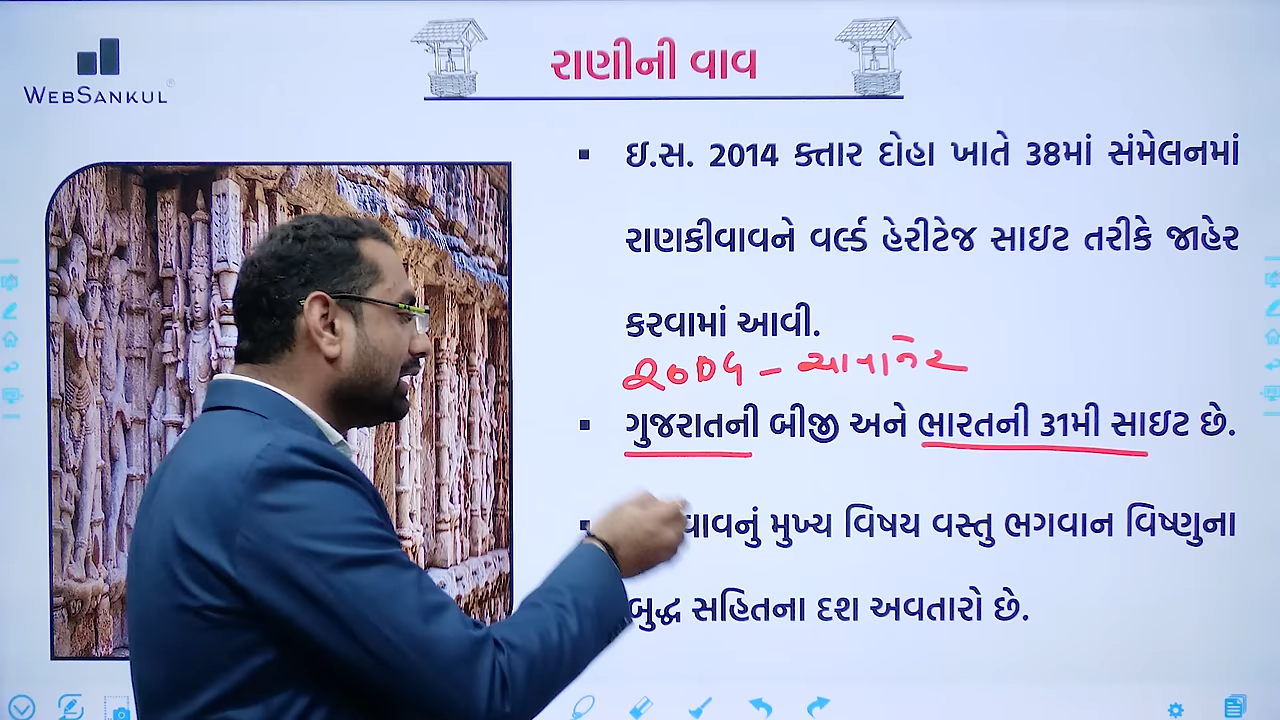 WEBSANKUL
રાણીની વાવ
▪ ઇ.સ. 2014 ક્તાર દોહા ખાતે 38માં સંમેલનમાં
રાણકીવાવને વર્લ્ડ હેરીટેજ સાઇટ તરીકે જાહેર
કરવામાં આવી.
▪ ગુજરાતની બીજી અને ભારતની 31મી સાઇટ છે.
▪ વાવનું મુખ્ય વિષય વસ્તુ ભગવાન વિષ્ણુના
બુદ્ધ સહિતના દશ અવતારો છે.